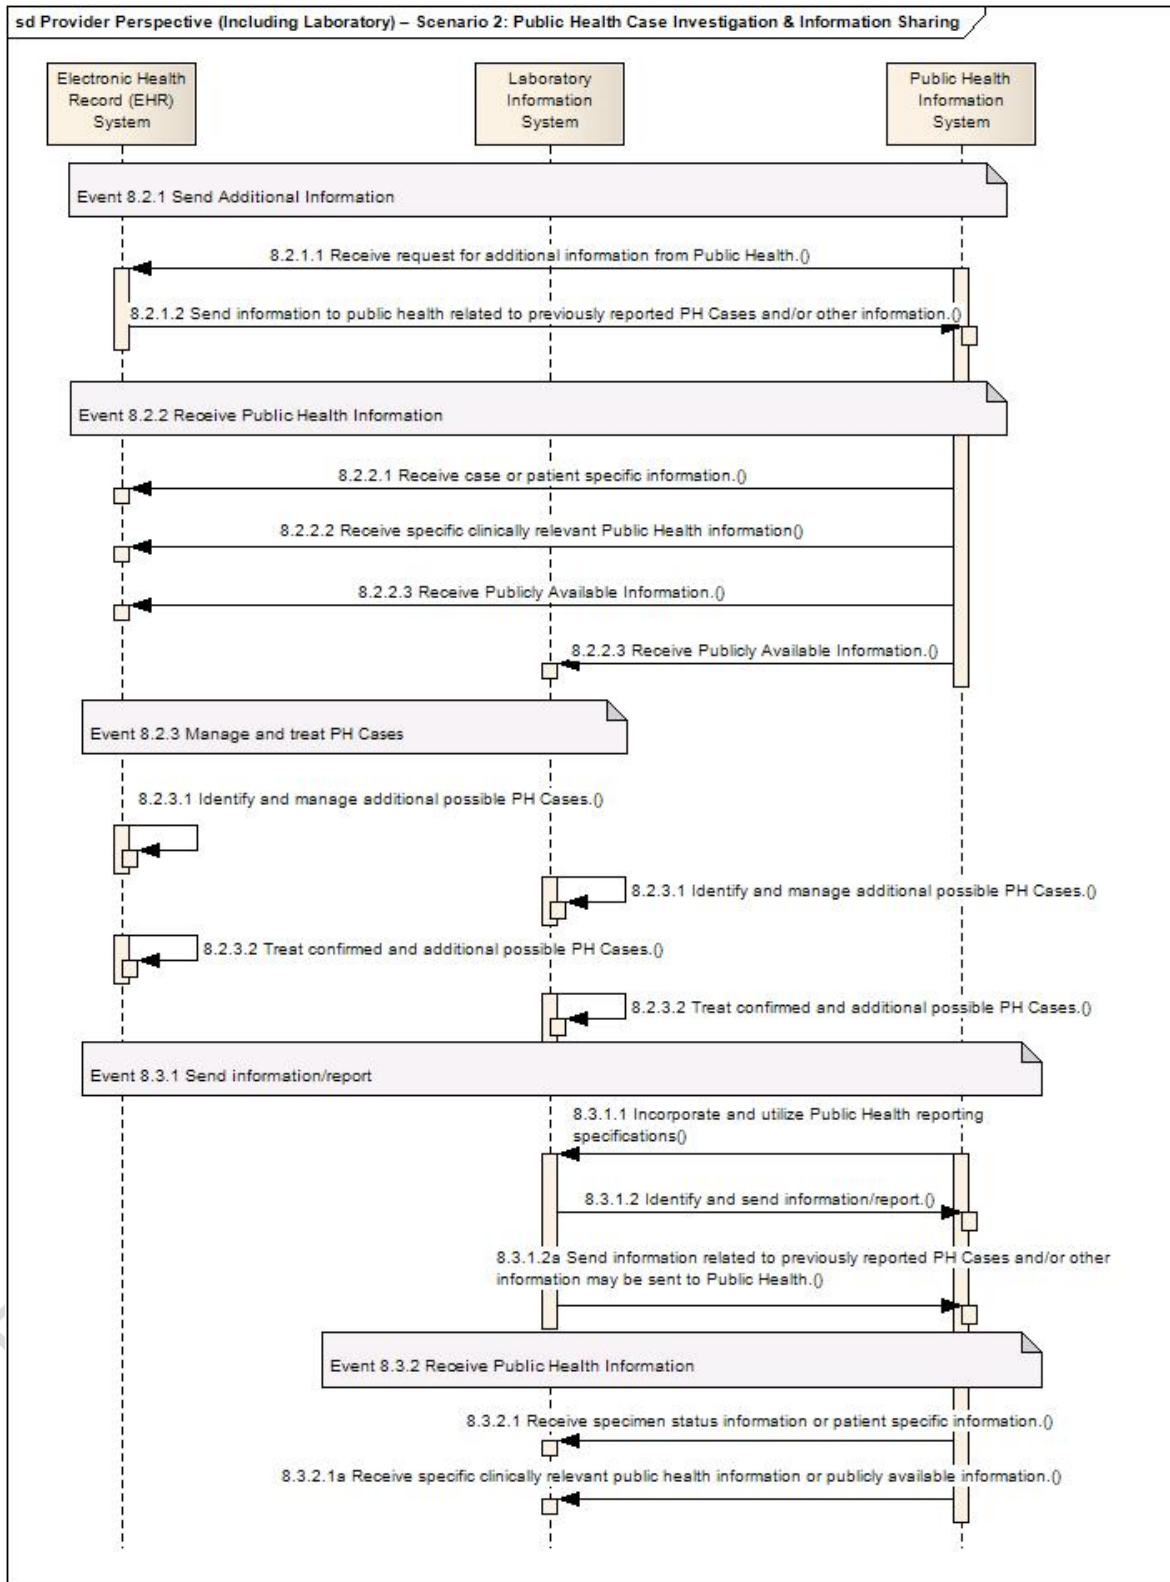 sd Provider Perspective (Including Laboratory) – Scenario 2: Public Health Case Investigation & Information Sharing
Electronic Health
Record (EHR)
System
Laboratory
Information
System
Public Health
Information
System
Event 8.2.1 Send Additional Information
8.2.1.1 Receive request for additional information from Public Health.()
8.2.1.2 Send information to public health related to previously reported PH Cases and/or other information.()
Event 8.2.2 Receive Public Health Information
8.2.2.1 Receive case or patient specific information.()
8.2.2.2 Receive specific clinically relevant Public Health information()
8.2.2.3 Receive Publicly Available Information.()
8.2.2.3 Receive Publicly Available Information.()
Event 8.2.3 Manage and treat PH Cases
8.2.3.1 Identify and manage additional possible PH Cases.()
8.2.3.1 Identify and manage additional possible PH Cases.()
8.2.3.2 Treat confirmed and additional possible PH Cases.()
8.2.3.2 Treat confirmed and additional possible PH Cases.()
Event 8.3.1 Send information/report
8.3.1.1 Incorporate and utilize Public Health reporting
specifications()
8.3.1.2 Identify and send information/report.()
8.3.1.2a Send information related to previously reported PH Cases and/or other
information may be sent to Public Health.()
Event 8.3.2 Receive Public Health Information
8.3.2.1 Receive specimen status information or patient specific information.()
8.3.2.1a Receive specific clinically relevant public health information or publicly available information.()